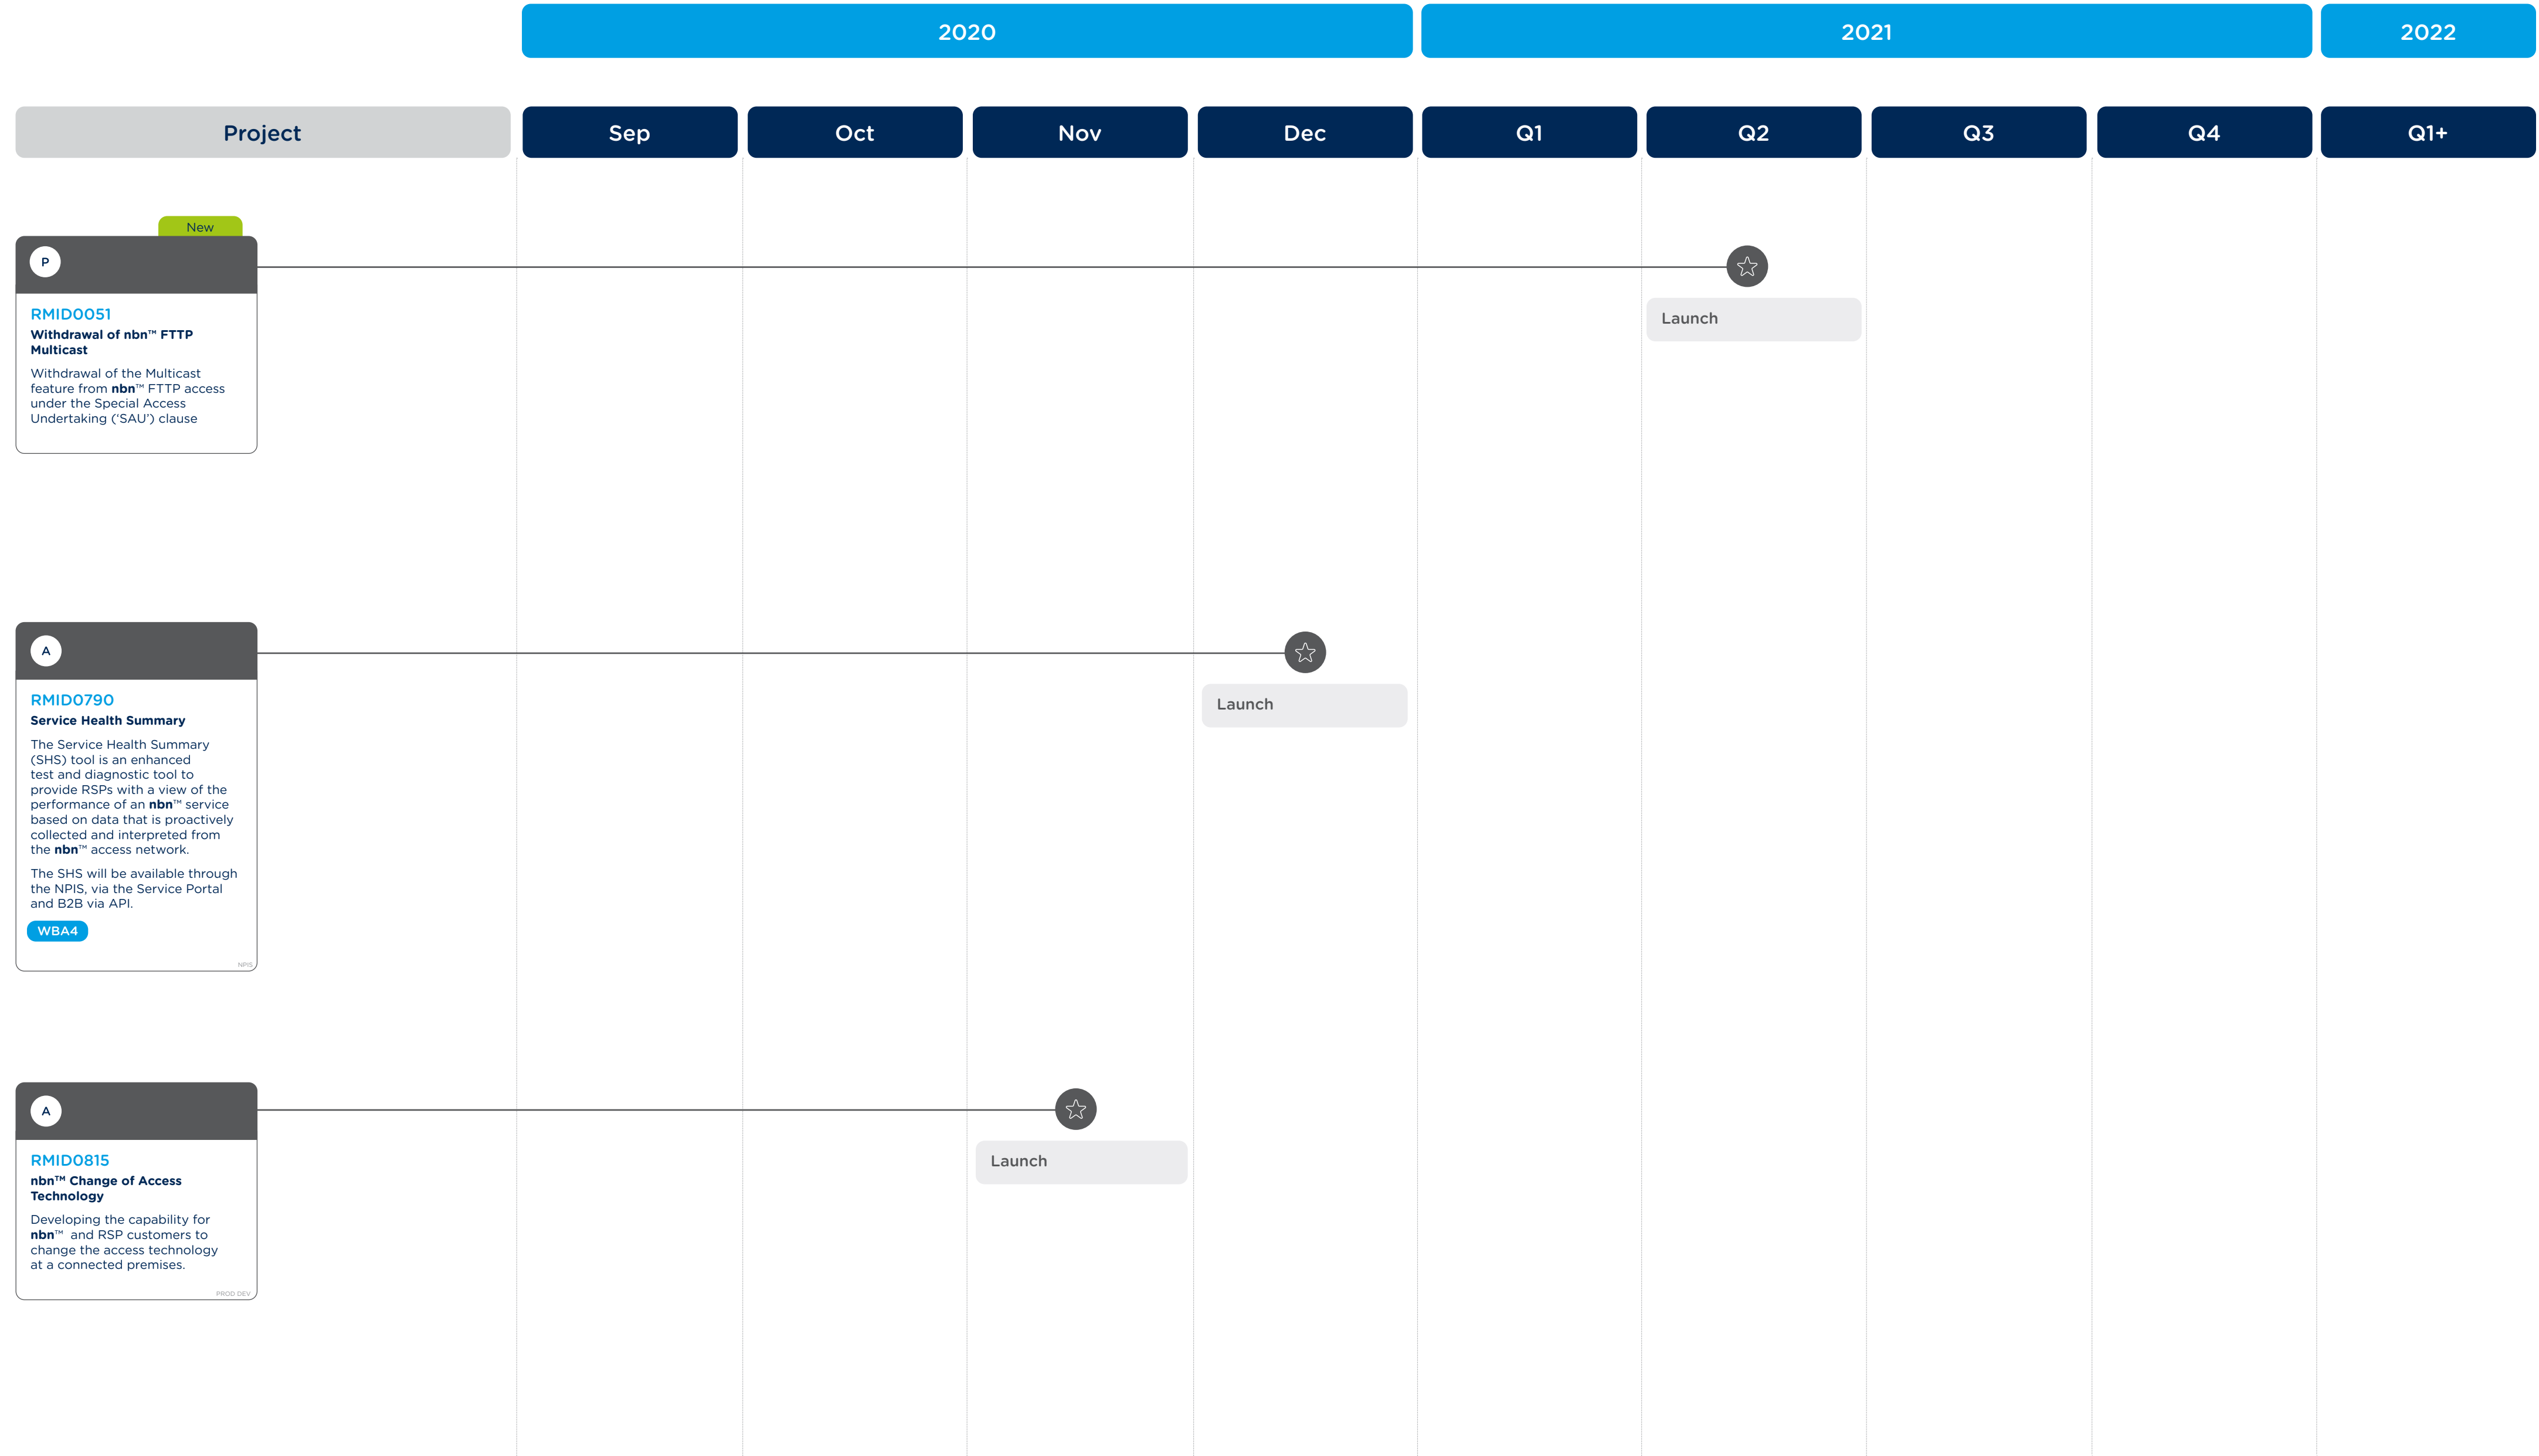 2020
2021
2022
Project
Sep
Oct
Nov
Dec
Q1
Q2
Q3
Q4
Q1+
New
P
RMID0051
Withdrawal of nbn™ FTTP
Multicast
Withdrawal of the Multicast
feature from nbn™ FTTP access
under the Special Access
Undertaking (‘SAU’) clause
Launch
A
RMID0790
Service Health Summary
The Service Health Summary
(SHS) tool is an enhanced
test and diagnostic tool to
provide RSPs with a view of the
performance of an nbn™ service
based on data that is proactively
collected and interpreted from
the nbn™ access network.
The SHS will be available through
the NPIS, via the Service Portal
and B2B via API.
WBA4
NPIS
Launch
A
RMID0815
nbn™ Change of Access
Technology
Developing the capability for
nbn™ and RSP customers to
change the access technology
at a connected premises.
PROD DEV
Launch